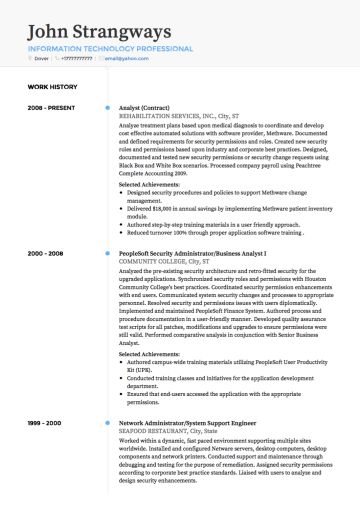 John Strangways
INFORMATION TECHNOLOGY PROFESSIONAL
Dover +17777777777 email@yahoo.com
WORK HISTORY
2008 - PRESENT
Analyst (Contract)
REHABILITATION SERVICES, INC., City, ST
Analyze treatment plans based upon medical diagnosis to coordinate and develop
cost effective automated solutions with software provider, Methware. Documented
and defined requirements for security permissions and roles. Created new security
roles and permissions based upon industry and corporate best practices. Designed,
tested and documented new security permissions or security change requests using
Black Box and White Box scenarios. Processed company payroll using Peachtree
Complete Accounting 2009.
Selected Achievements:
• Designed security procedures and policies to support Methware change
management.
• Delivered $18,000 in annual savings by implementing Methware patient inventory
module.
• Authored step-by-step training materials in a user friendly approach.
• Reduced turnover 100% through proper application software training .
2000 - 2008
PeopleSoft Security Administrator/Business Analyst I
COMMUNITY COLLEGE, City, ST
Analyzed the pre-existing security architecture and retro-fitted security for the
upgraded applications. Synchronized security roles and permissions with Houston
Community College's best practices. Coordinated security permission enhancements
with end users. Communicated system security changes and processes to appropriate
personnel. Resolved security and permissions issues with users diplomatically.
Implemented and maintained PeopleSoft Finance System. Authored process and
procedure documentation in a user-friendly manner. Developed quality assurance
test scripts for all patches, modifications and upgrades to ensure permissions were
still valid. Performed comparative analysis in conjunction with Senior Business
Analyst.
Selected Achievements:
• Authored campus-wide training materials utilizing PeopleSoft User Productivity
Kit (UPK).
• Conducted training classes and initiatives for the application development
department.
• Ensured that end-users accessed the application with the appropriate
permissions.
1999 - 2000
Network Administrator/System Support Engineer
SEAFOOD RESTAURANT, City, State
Worked within a dynamic, fast paced environment supporting multiple sites
worldwide. Installed and configured Netware servers, desktop computers, desktop
computers and network printers. Conducted support and maintenance through
debugging and testing for the purpose of remediation. Assigned security permissions
according to corporate best practice standards. Liaised with users to analyze and
design security enhancements.